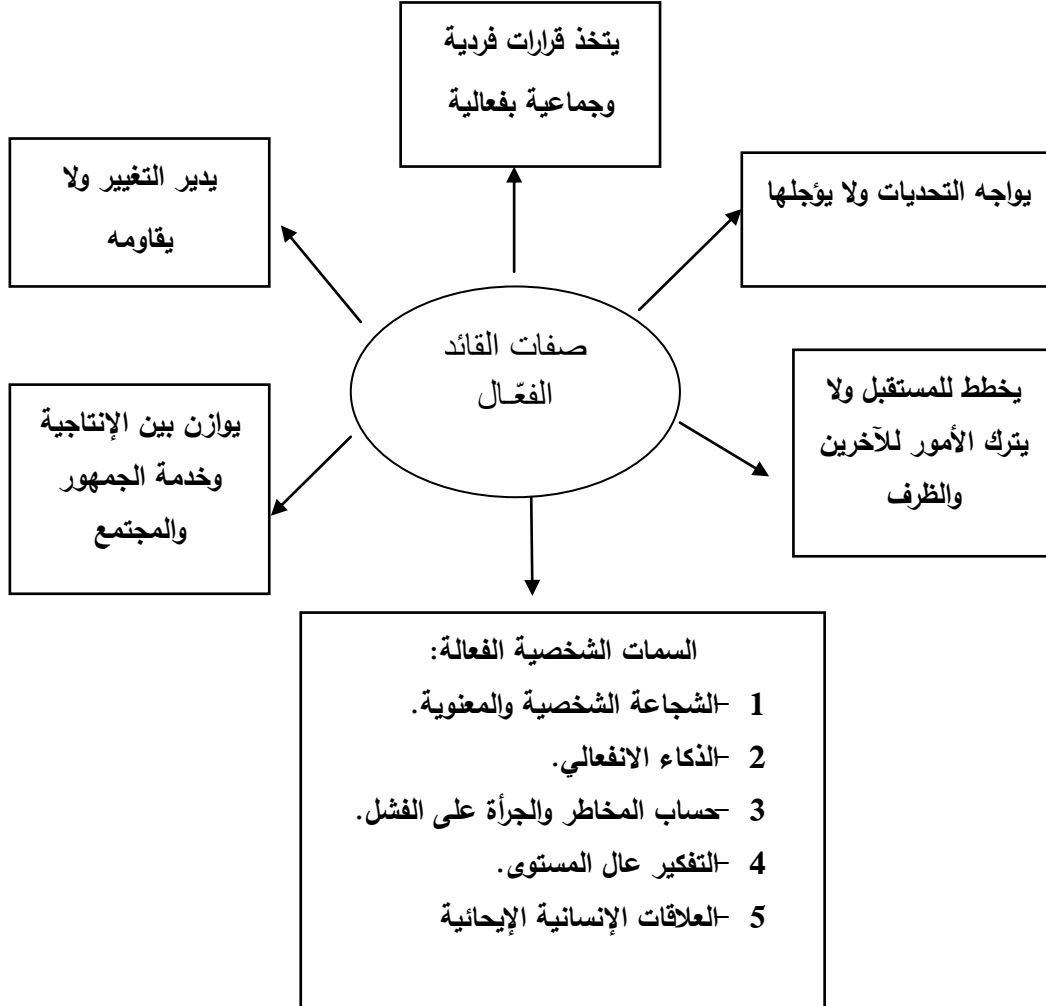 يتخذ قرارات فردية
وجماعية بفعالية
يواجه التحديات ولا يؤجلها
يدير التغيير ولا
يقاومه
صفات القائد
الفعّـال
يخطط للمستقبل ولا
يترك الأمور للآخرين
والظرف
يوازن بين الإنتاجية
وخدمة الجمهور
والمجتمع
السمات الشخصية الفعالة:
1 -الشجاعة الشخصية والمعنوية.
2 -الذكاء الانفعالي.
3 -حساب المخاطر والجرأة على الفشل.
4 -التفكير عال المستوى.
5 -العلاقات الإنسانية الإيحائية